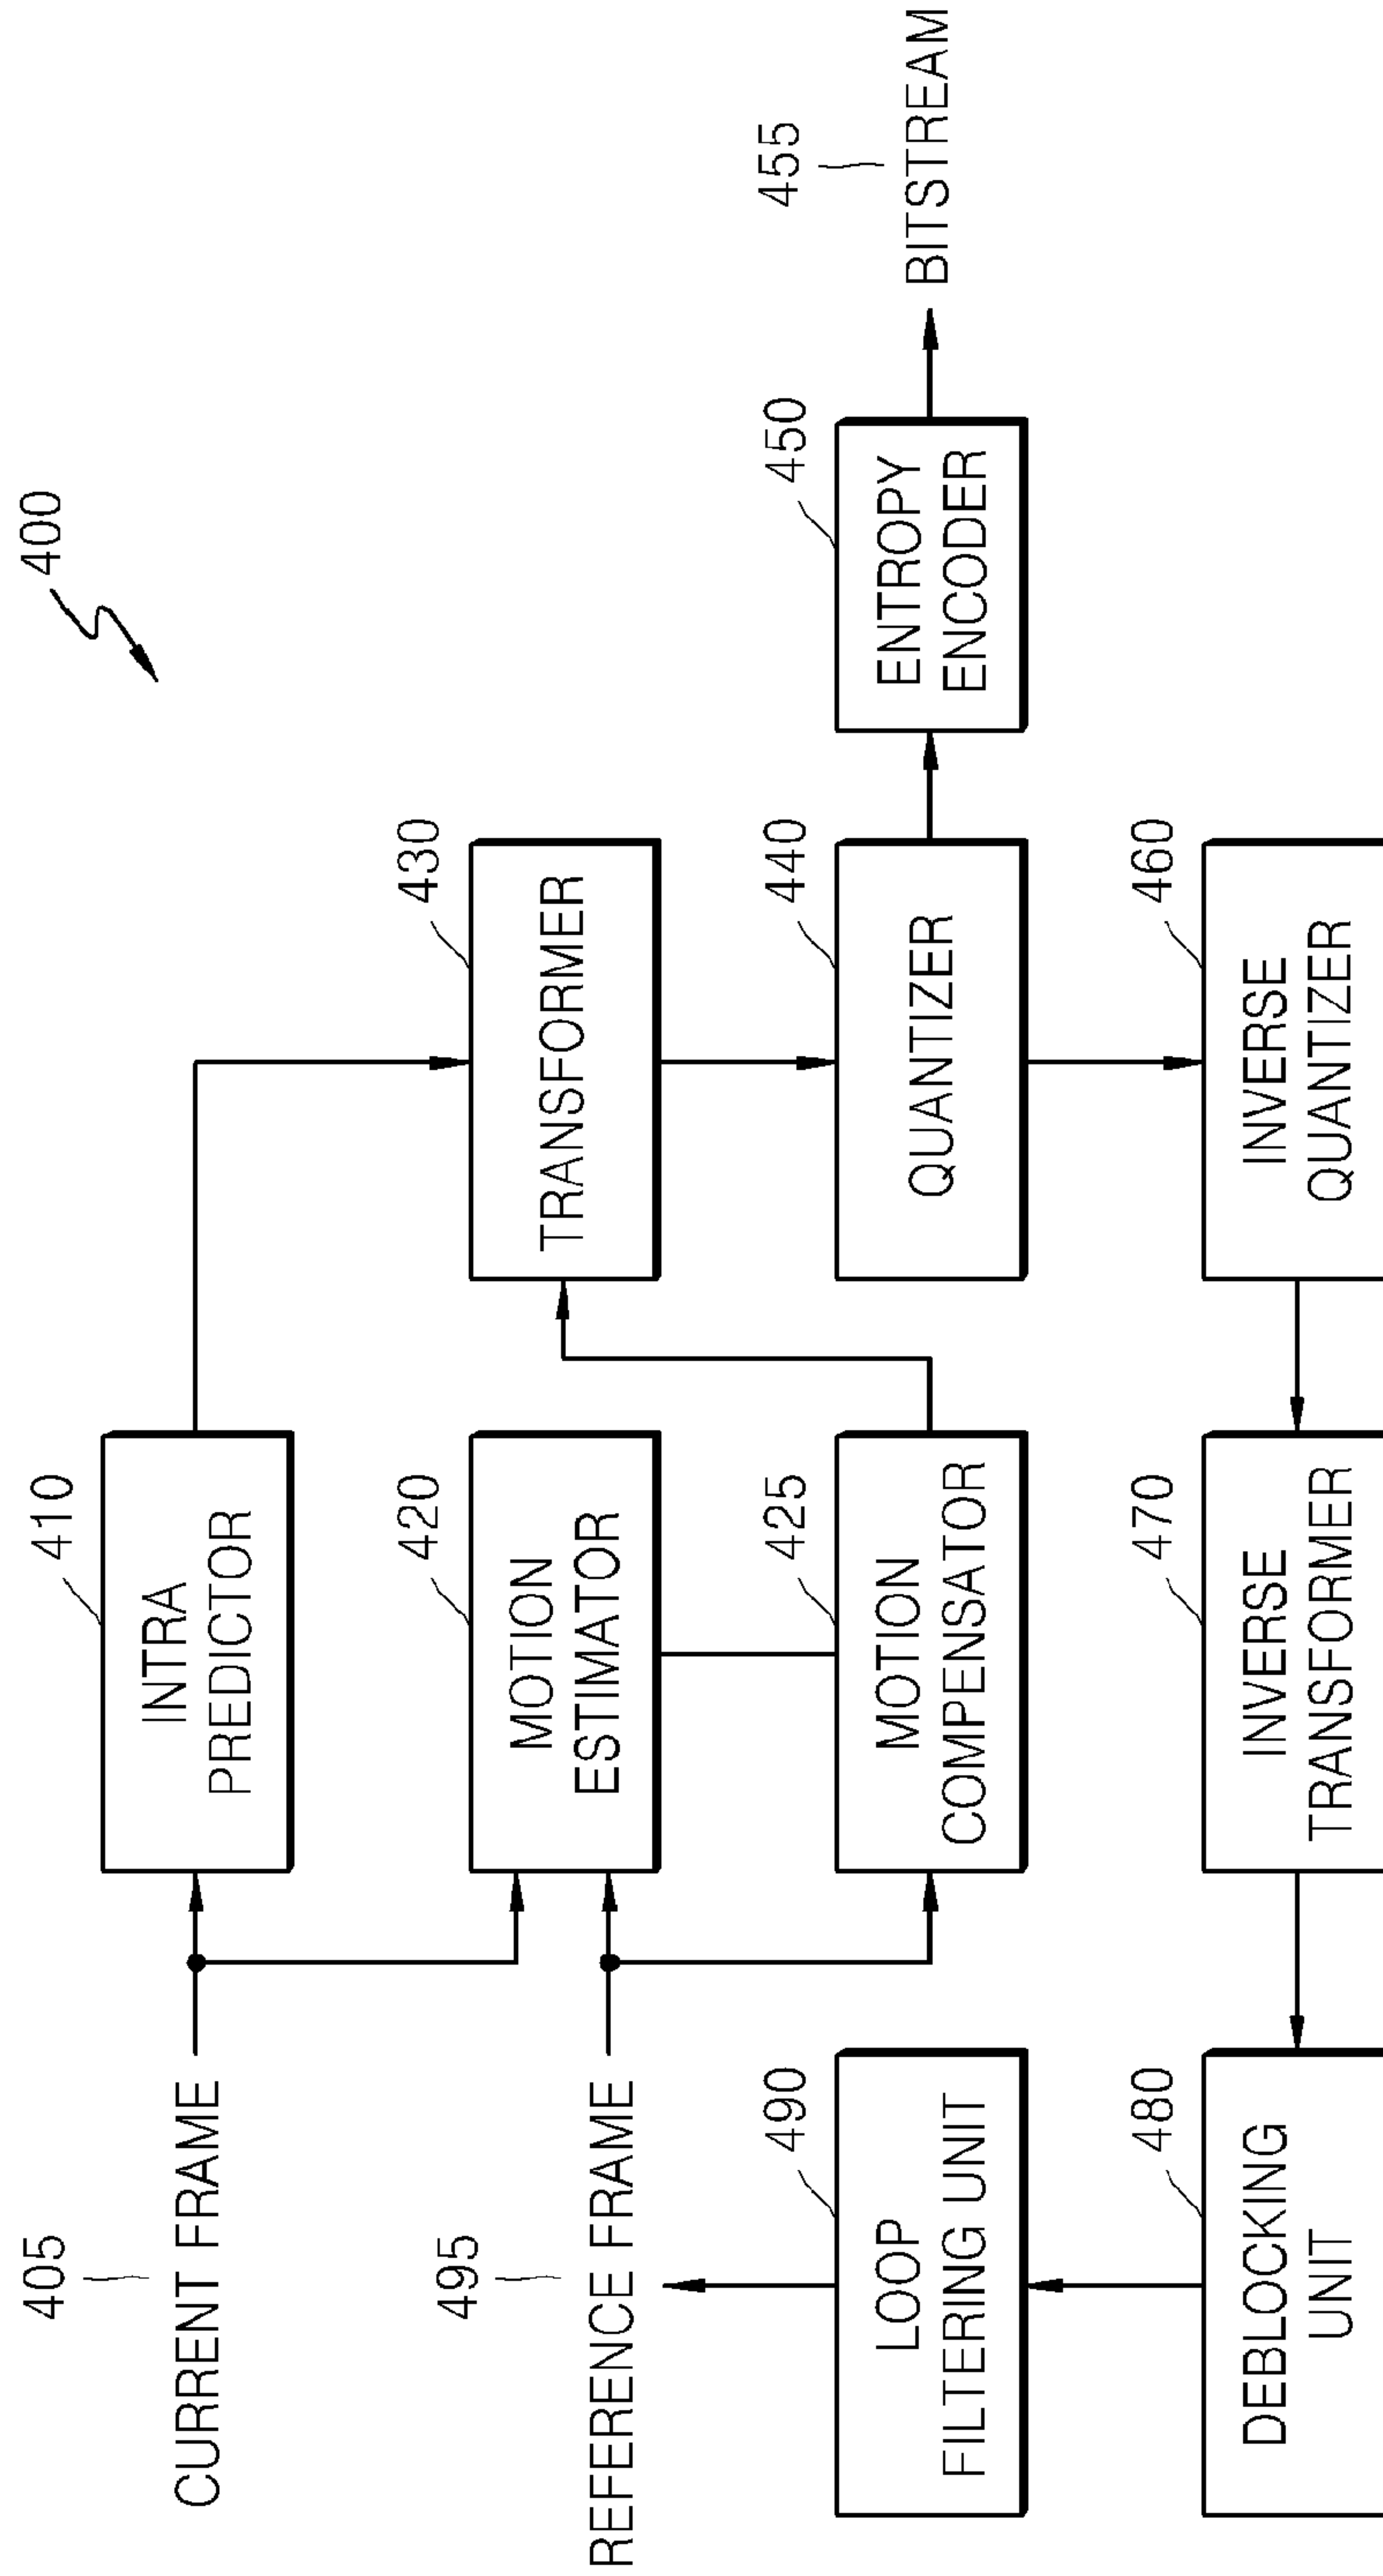 400
405
CURRENT FRAME
410
INTRA
PREDICTOR
495
REFERENCE FRAME
420
MOTION
ESTIMATOR
430
TRANSFORMER
490
LOOP
FILTERING UNIT
425
MOTION
COMPENSATOR
440
QUANTIZER
450
ENTROPY
ENCODER
455
BITSTREAM
480
DEBLOCKING
UNIT
470
INVERSE
TRANSFORMER
460
INVERSE
QUANTIZER